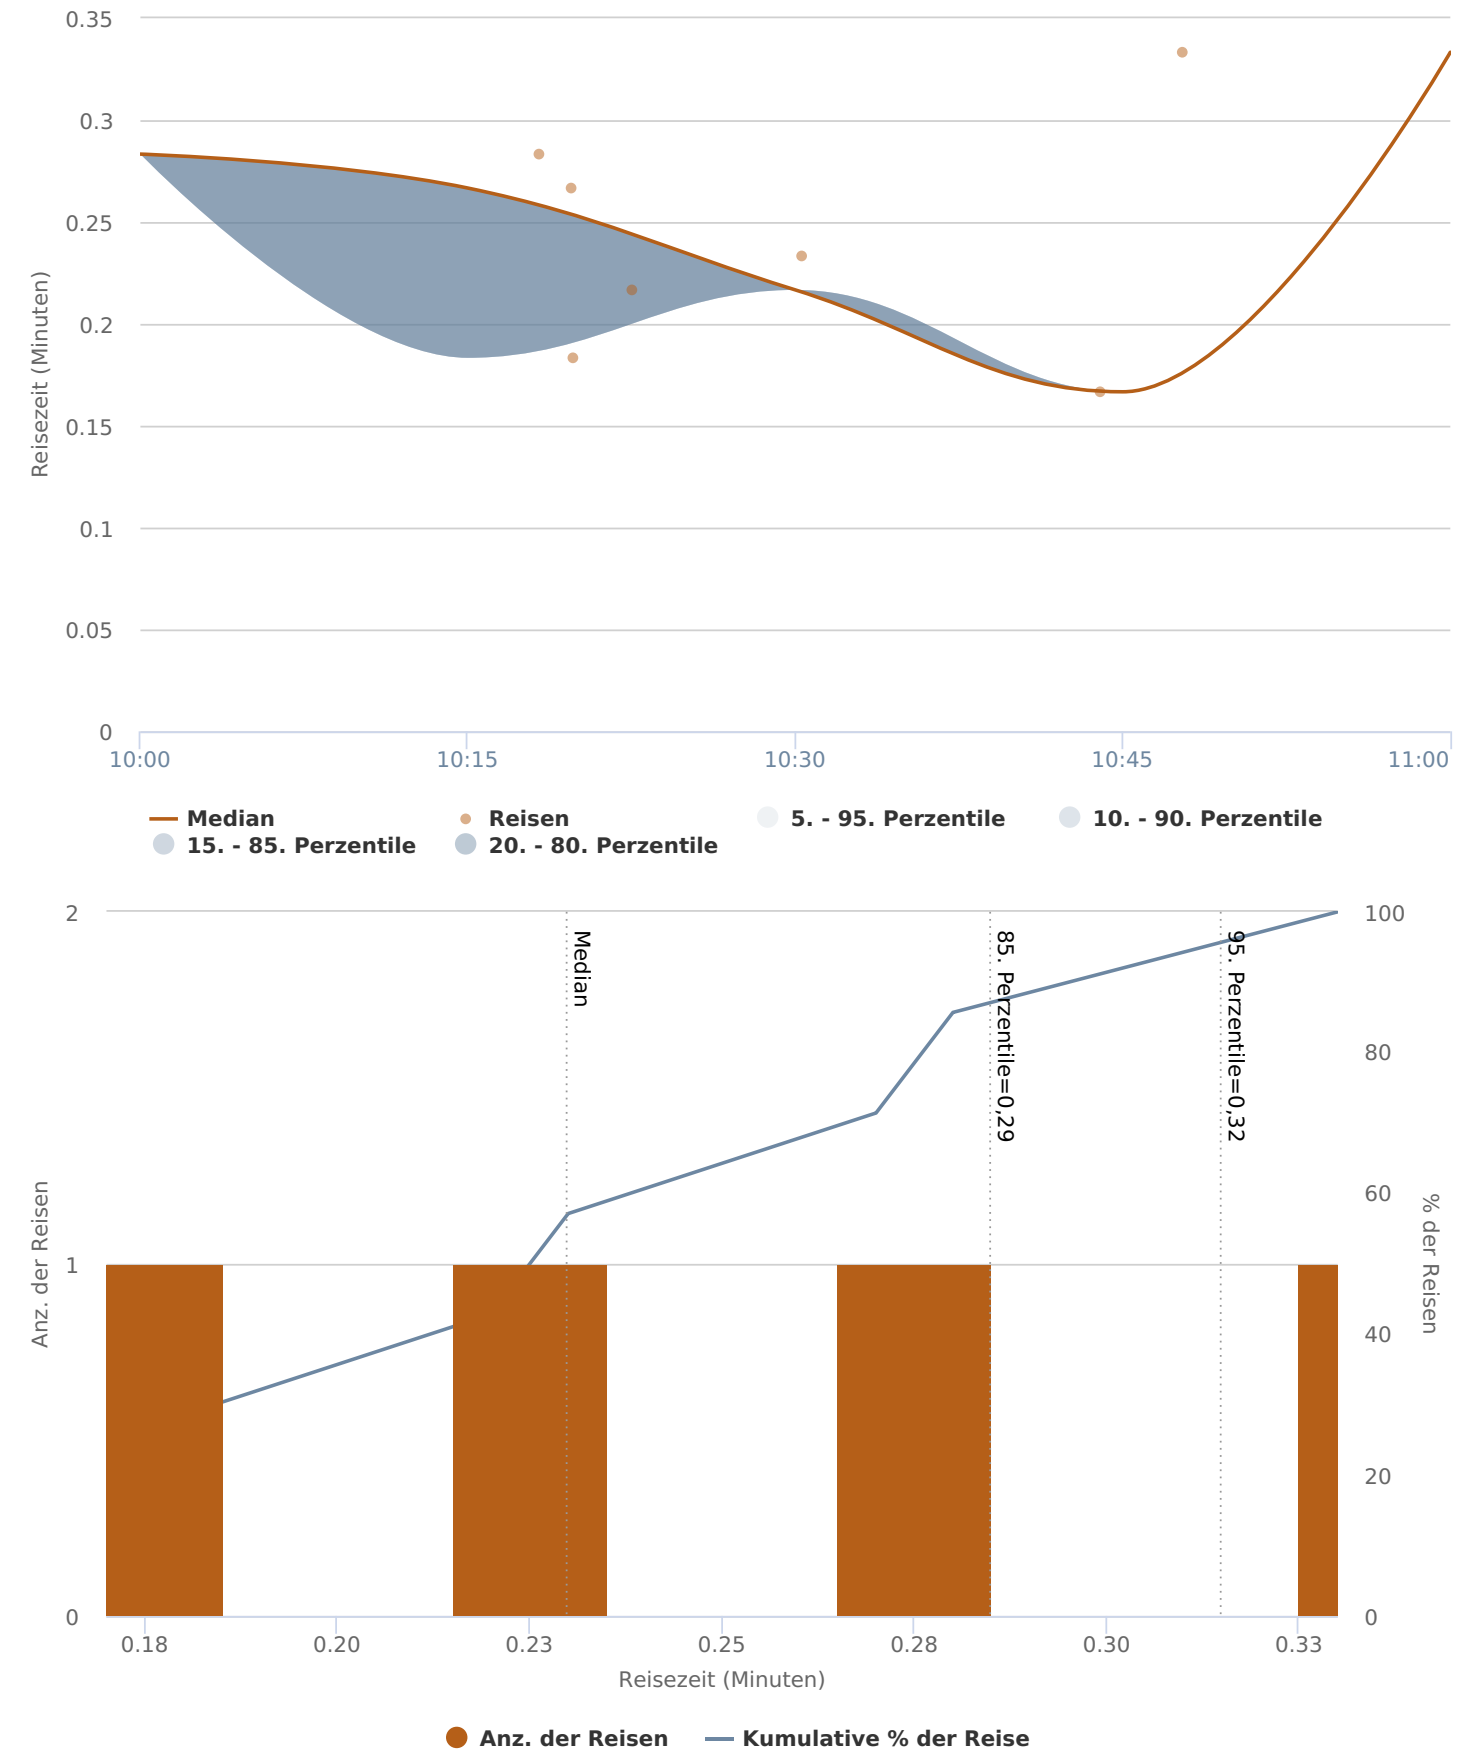 0.35
0.3
0.25
0.2
0.15
0.1
0.05
0
Reisezeit (Minuten)
10:00 10:15 10:30 10:45 11:00
Median Reisen 5. - 95. Perzentile 10. - 90. Perzentile
15. - 85. Perzentile 20. - 80. Perzentile
2
1
0
Anz. der Reisen
Median
85. Perzentile=0,29
95. Perzentile=0,32
100
80
60
40
20
0
% der Reisen
0.18 0.20 0.23 0.25 0.28 0.30 0.33
Reisezeit (Minuten)
Anz. der Reisen Kumulative % der Reise